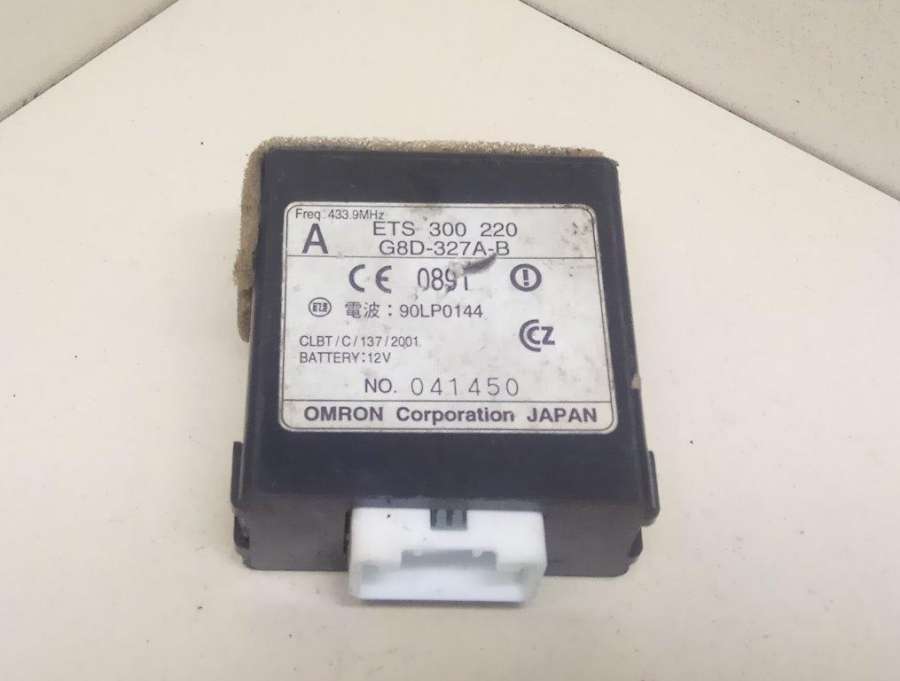 Freq: 433.9MHz
A
ETS 300 220
G8D-327A-B
CE 0891
電波：90LP0144
CZ
CLBT/C/137/2001
BATTERY:12V
NO. 041450
OMRON Corporation JAPAN